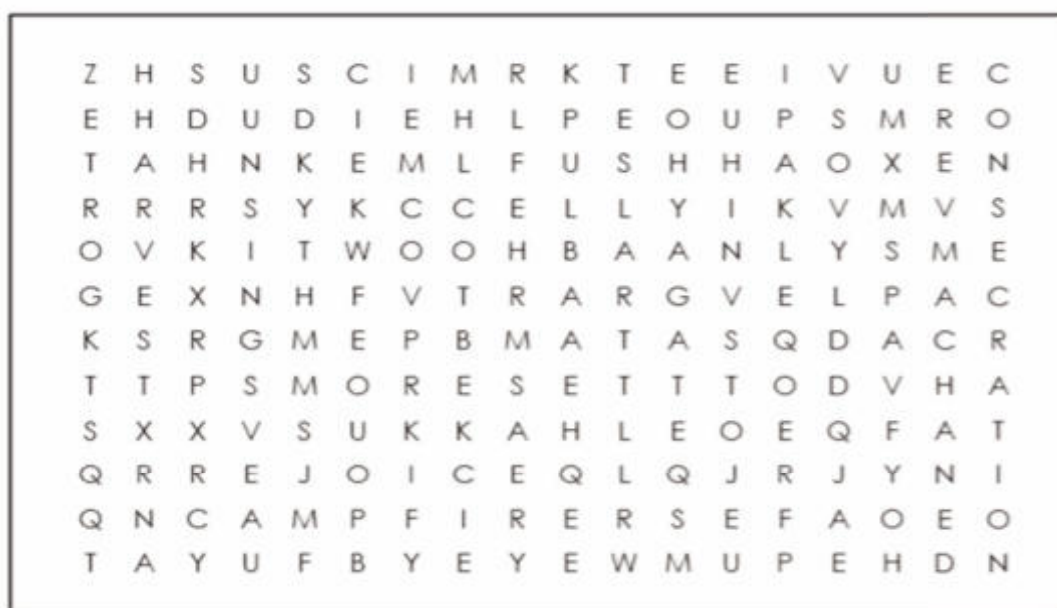 Z H S U S C I M R K T E E I V U E C
E H D U D I E H L P E O U P S M R O
T A H N K E M L F U S H H A O X E N
R R R S Y K C C E L L Y I K V M V S
O V K I T W O O H B A A N L Y S M E
G E X N H F V T R A R G V E L P A C
K S R G M E P B M A T A S Q D A C R
T T P S M O R E S E T T T O D V H A
S X X V S U K K A H L E O E Q F A T
Q R R E J O I C E Q L Q J R J Y N I
Q N C A M P F I R E R S E F A O E O
T A Y U F B Y E Y E W M U P E H D N